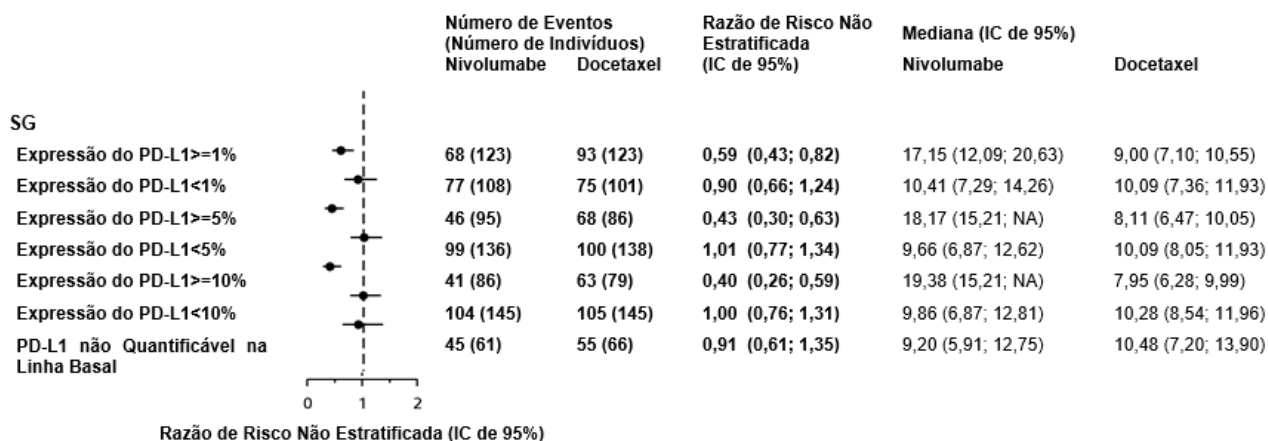 Número de Eventos (Número de Indivíduos) Razão de Risco Não Estratificada (IC de 95%) Mediana (IC de 95%)
Nivolumabe Docetaxel Nivolumabe Docetaxel
SG
Expressão do PD-L1>=1% 68 (123) 93 (123) 0,59 (0,43; 0,82) 17,15 (12,09; 20,63) 9,00 (7,10; 10,55)
Expressão do PD-L1<1% 77 (108) 75 (101) 0,90 (0,66; 1,24) 10,41 (7,29; 14,26) 10,09 (7,36; 11,93)
Expressão do PD-L1>=5% 46 (95) 68 (86) 0,43 (0,30; 0,63) 18,17 (15,21; NA) 8,11 (6,47; 10,05)
Expressão do PD-L1<5% 99 (136) 100 (138) 1,01 (0,77; 1,34) 9,66 (6,87; 12,62) 10,09 (8,05; 11,93)
Expressão do PD-L1>=10% 41 (86) 63 (79) 0,40 (0,26; 0,59) 19,38 (15,21; NA) 7,95 (6,28; 9,99)
Expressão do PD-L1<10% 104 (145) 105 (145) 1,00 (0,76; 1,31) 9,86 (6,87; 12,81) 10,28 (8,54; 11,96)
PD-L1 não Quantificável na 45 (61) 55 (66) 0,91 (0,61; 1,35) 9,20 (5,91; 12,75) 10,48 (7,20; 13,90)
Linha Basal
0 1 2
Razão de Risco Não Estratificada (IC de 95%)